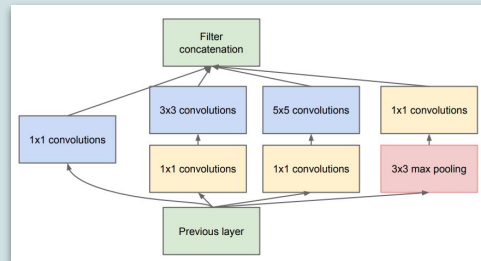 Filter
concatenation
3x3 convolutions
5x5 convolutions
1x1 convolutions
1x1 convolutions
1x1 convolutions
1x1 convolutions
3x3 max pooling
Previous layer